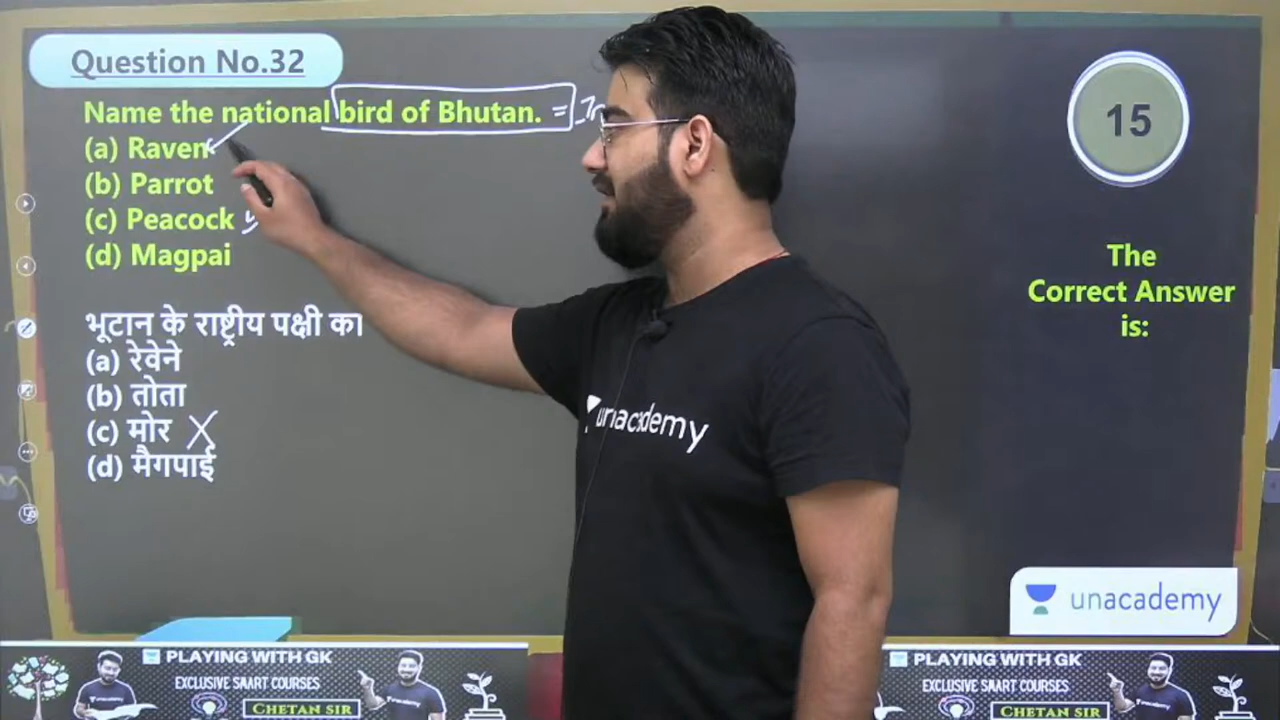 Question No.32
Name the national bird of Bhutan. =
(a) Raven
(b) Parrot
(c) Peacock
(d) Magpai
भूटान के राष्ट्रीय पक्षी का
(a) रेवेने
(b) तोता
(c) मोर X
(d) मैगपाई
15
The
Correct Answer
is:
unacademy
unacademy
PLAYING WITH GK
EXCLUSIVE SMART COURSES
CHETAN SIR
PLAYING WITH GK
EXCLUSIVE SMART COURSES
CHETAN SIR